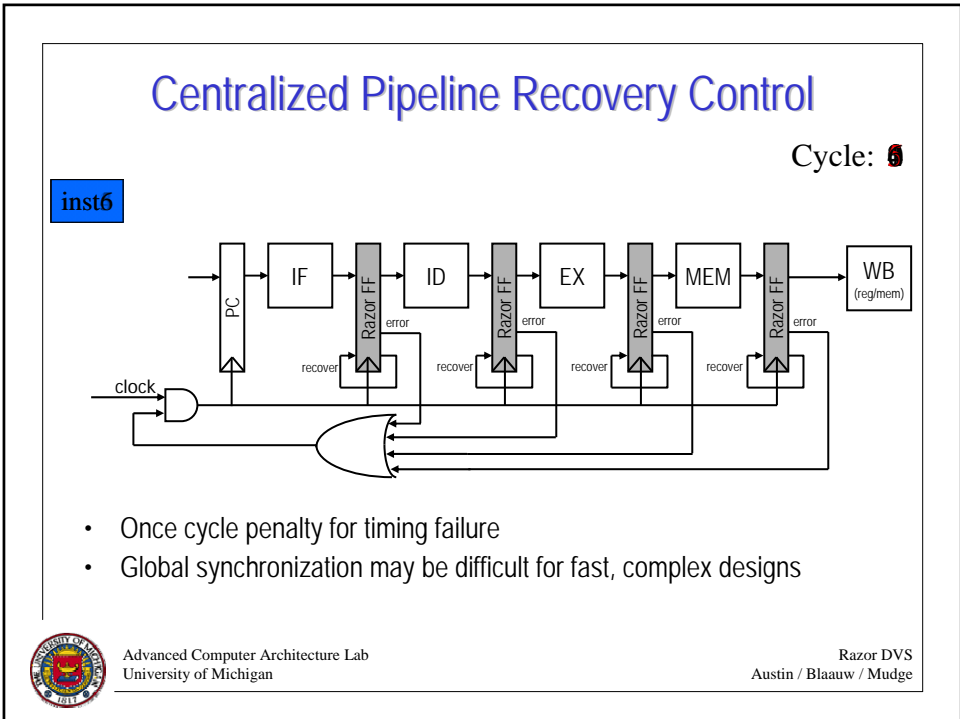 Centralized Pipeline Recovery Control
Cycle:
IF
ID
EX
MEM
WB
(reg/mem)
PC
Razor FF
Razor FF
Razor FF
Razor FF
error
error
error
error
recover
recover
recover
recover
clock
• Once cycle penalty for timing failure
• Global synchronization may be difficult for fast, complex designs
Advanced Computer Architecture Lab
University of Michigan
Razor DVS
Austin / Blaauw / Mudge